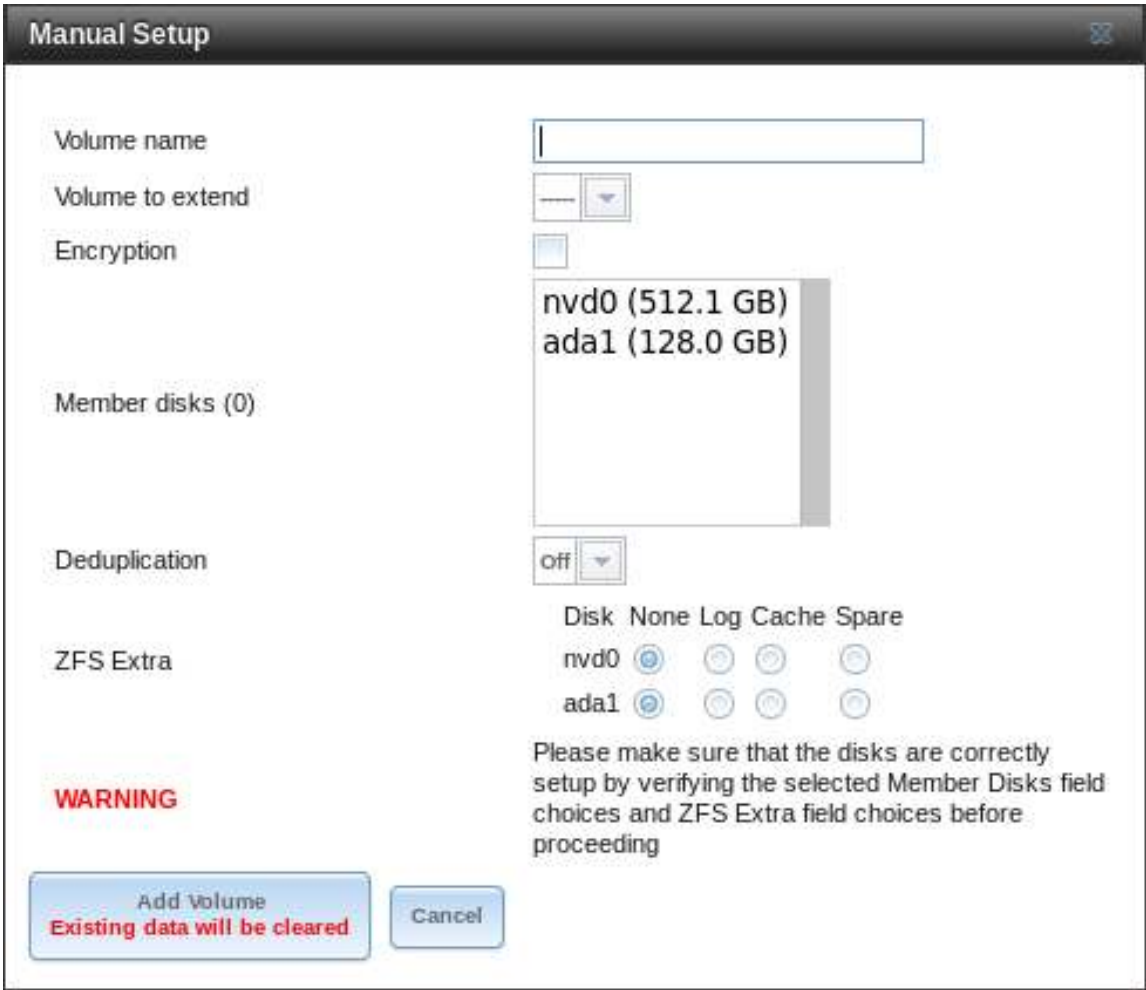 Manual Setup
Volume name
Volume to extend -----
Encryption
nvd0 (512.1 GB)
ada1 (128.0 GB)
Member disks (0)
Deduplication Off
Disk None Log Cache Spare
ZFS Extra
nvd0
ada1
WARNING
Please make sure that the disks are correctly
setup by verifying the selected Member Disks field
choices and ZFS Extra field choices before
proceeding
Add Volume
Existing data will be cleared
Cancel